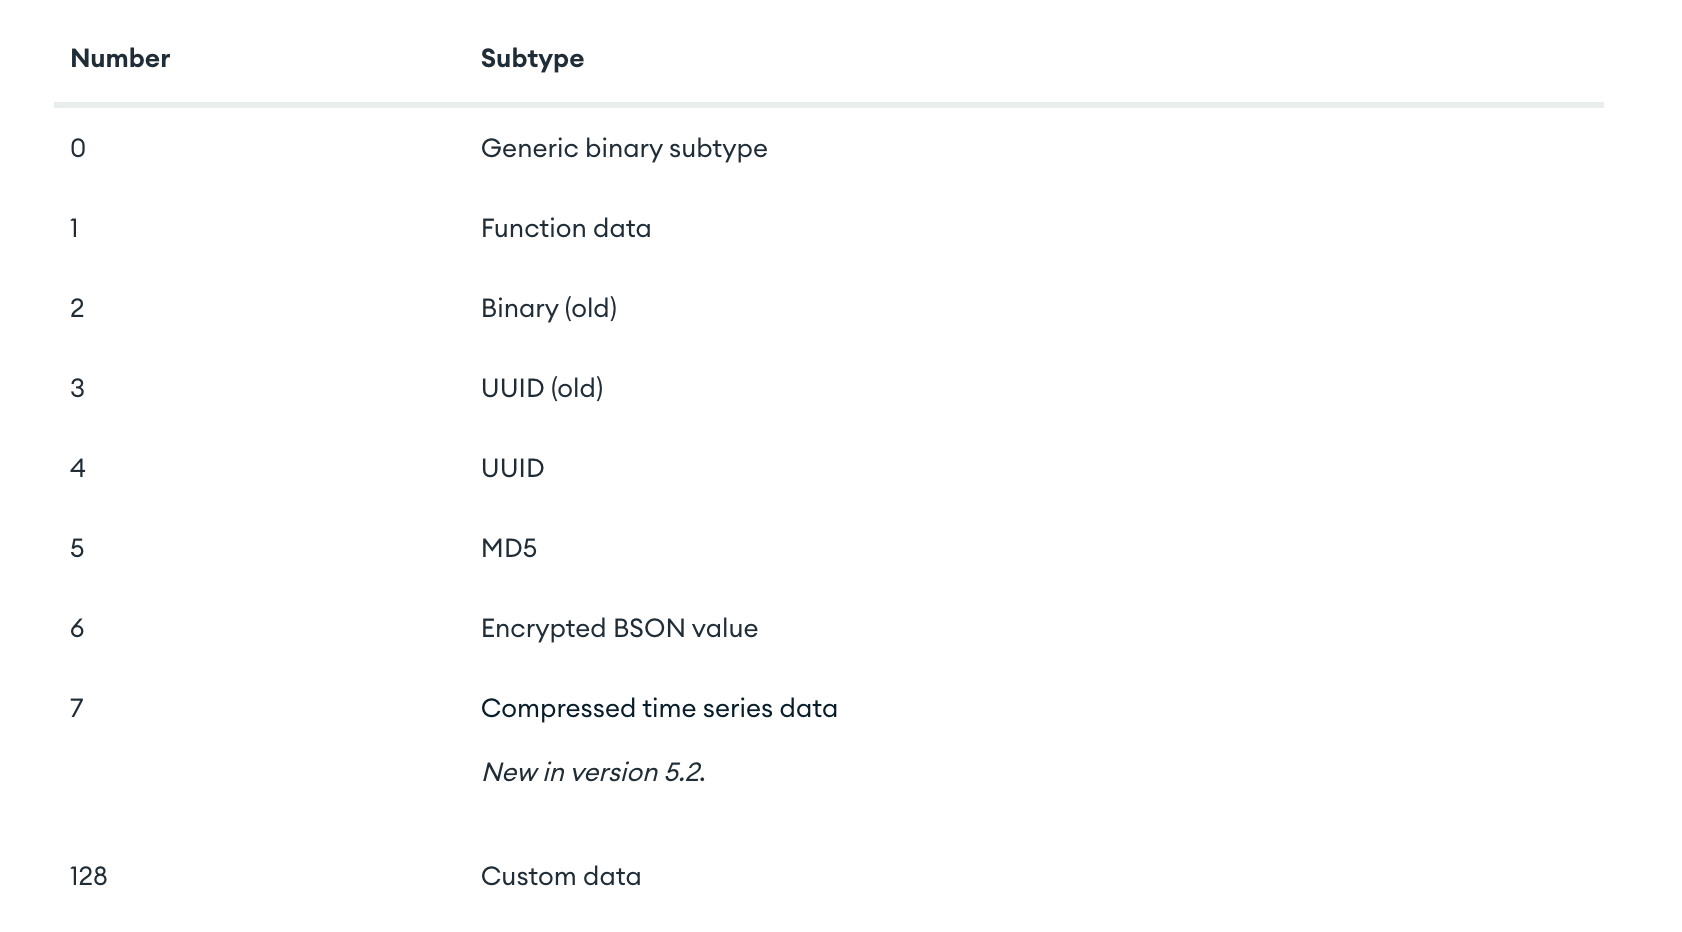 Number Subtype
0 Generic binary subtype
1 Function data
2 Binary (old)
3 UUID (old)
4 UUID
5 MD5
6 Encrypted BSON value
7 Compressed time series data
New in version 5.2.
128 Custom data